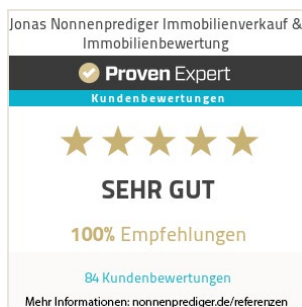 Jonas Nonnenprediger Immobilienverkauf &
Immobilienbewertung
Proven Expert
Kundenbewertungen
SEHR GUT
100% Empfehlungen
84 Kundenbewertungen
Mehr Informationen: nonnenprediger.de/referenzen